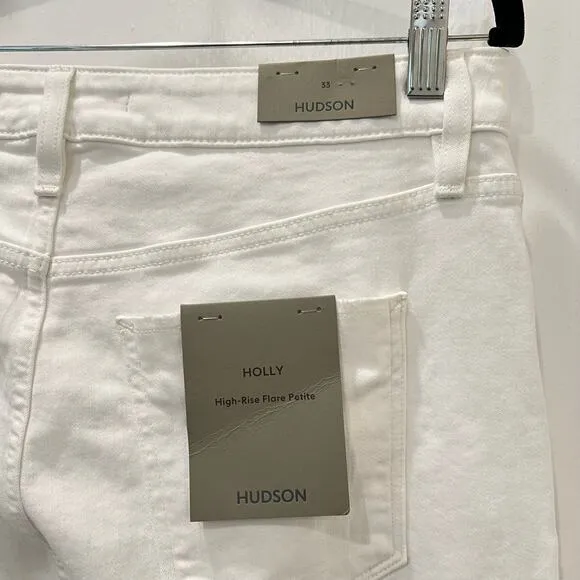 33
HUDSON
HOLLY
High-Rise Flare Petite
HUDSON